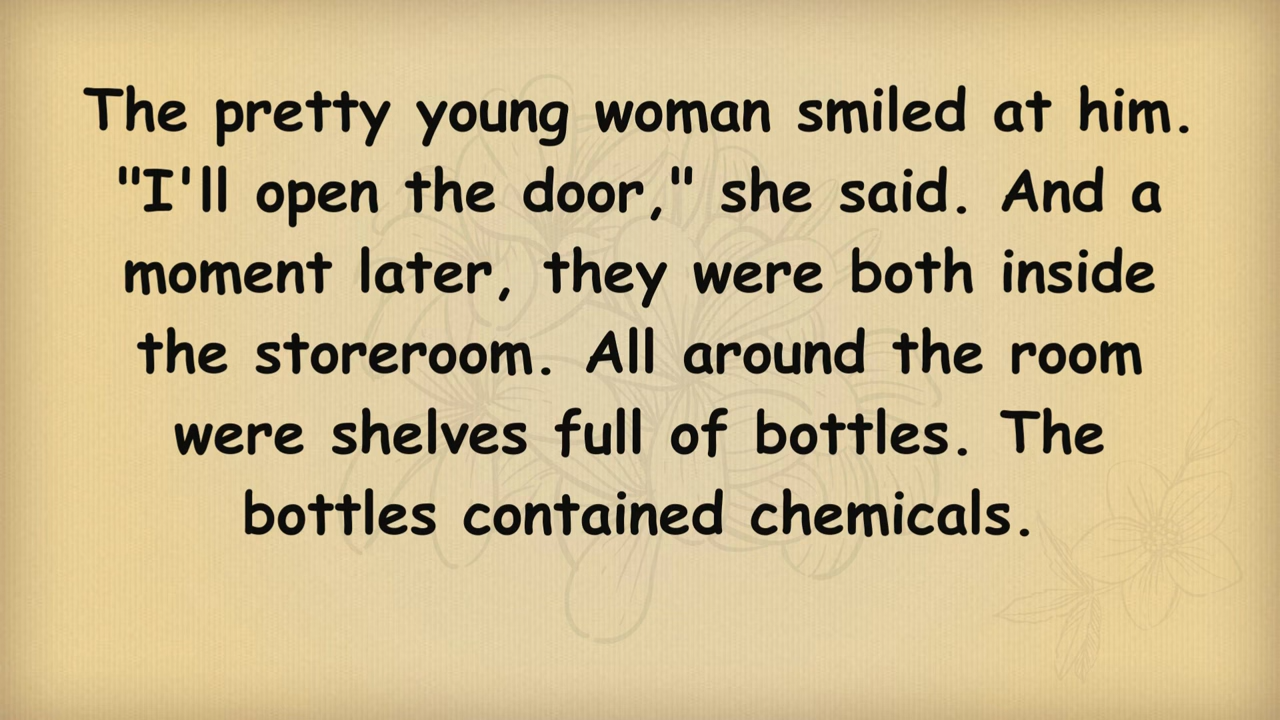 The pretty young woman smiled at him.
"I'll open the door," she said. And a
moment later, they were both inside
the storeroom. All around the room
were shelves full of bottles. The
bottles contained chemicals.